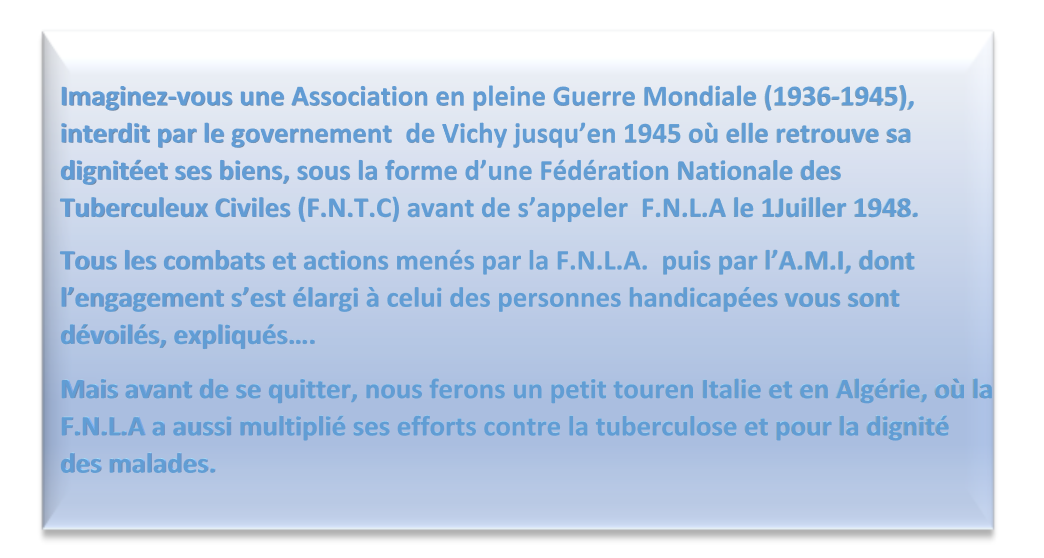 Imaginez-vous une Association en pleine Guerre Mondiale (1936-1945),
interdit par le governement  de Vichy jusqu’en 1945 où elle retrouve sa
dignitéet ses biens, sous la forme d’une Fédération Nationale des
Tuberculeux Civiles (F.N.T.C) avant de s’appeler  F.N.L.A le 1Juiller 1948.
Tous les combats et actions menés par la F.N.L.A.  puis par l’A.M.I, dont
l’engagement s’est élargi à celui des personnes handicapées vous sont
dévoilés, expliqués….
Mais avant de se quitter, nous ferons un petit touren Italie et en Algérie, où la
F.N.L.A a aussi multiplié ses efforts contre la tuberculose et pour la dignité
des malades.